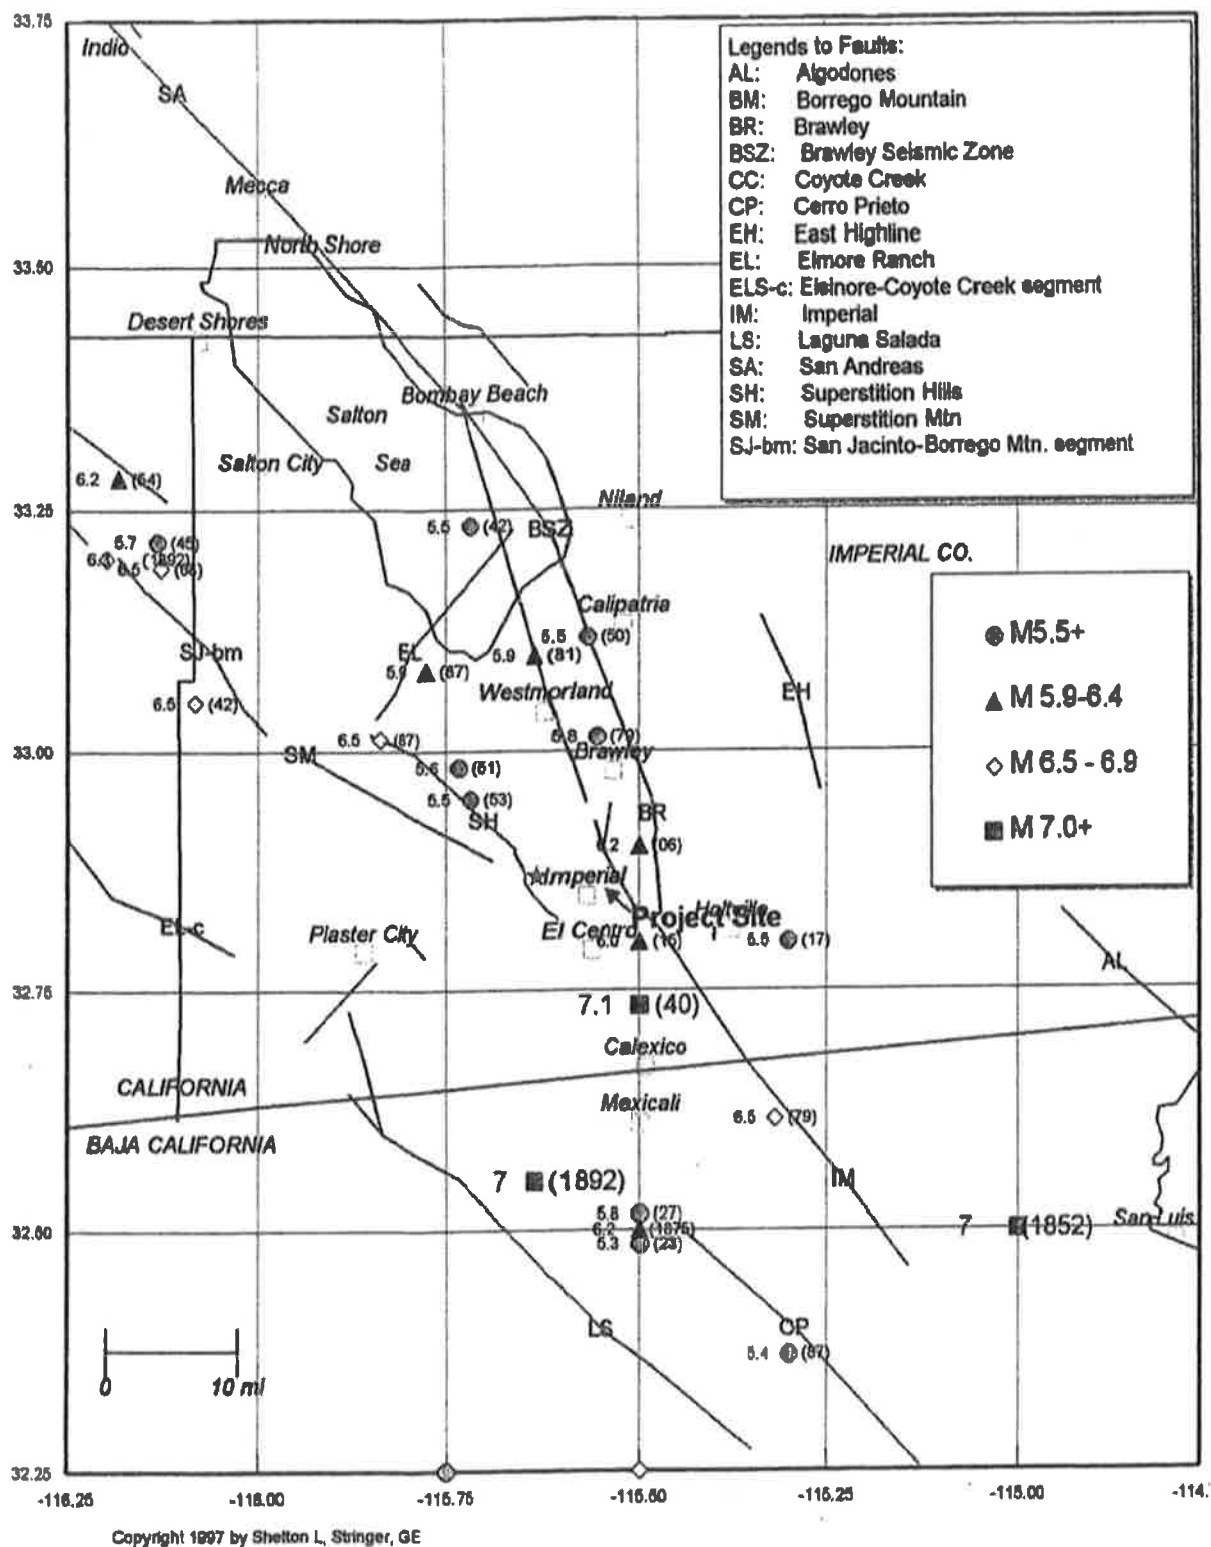 33.75
Indio
SA
Mecca
North Shore
33.50
Desert Shores
Bombay Beach
Salton
Sea
Salton City
Niland
6.2 (54)
33.25
5.5 (42)
BSZ
5.7 (45)
(1892)
6.5
Calipatria
5.5 (50)
SJ-bm
EL
5.9 (81)
5.9 (87)
Westmorland
EH
6.5 (42)
6.5 (87)
5.8
33.00
Brawley
SM
5.6 (51)
5.5 (53)
SH
BR
6.2 (06)
Imperial
Project Site
Holtville
EL-c
Plaster City
El Centro
6.0 (15)
5.5 (17)
AL
32.75
7.1 (40)
Calexico
CALIFORNIA
Mexicali
6.5 (79)
BAJA CALIFORNIA
7 (1892)
IM
5.8 (27)
7 (1852)
San Luis
6.2 (1875)
32.50
5.3
LS
CP
5.4 (87)
0 10 mi
32.25
-116.25 -116.00 -115.75 -115.50 -115.25 -115.00 -114.
Copyright 1997 by Shelton L, Stringer, GE
Legends to Faults:
AL: Algodones
BM: Borrego Mountain
BR: Brawley
BSZ: Brawley Seismic Zone
CC: Coyote Creek
CP: Cerro Prieto
EH: East Highline
EL: Elmore Ranch
ELS-c: Elsinore-Coyote Creek segment
IM: Imperial
LS: Laguna Salada
SA: San Andreas
SH: Superstition Hills
SM: Superstition Mtn
SJ-bm: San Jacinto-Borrego Mtn. segment
IMPERIAL CO.
M5.5+
M 5.9-6.4
M 6.5 - 6.9
M 7.0+